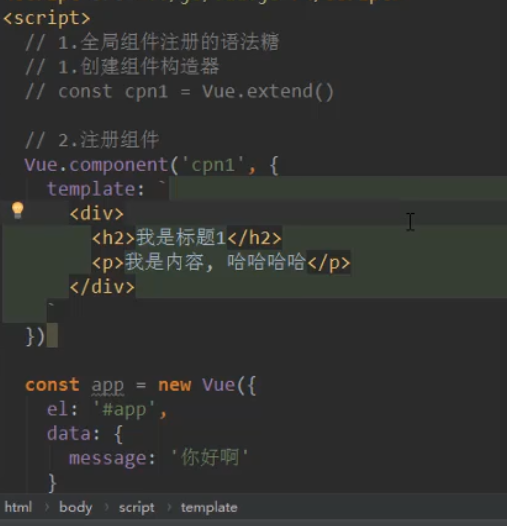 <script>
// 1.全局组件注册的语法糖
// 1.创建组件构造器
// const cpn1 = Vue.extend()
// 2.注册组件
Vue.component('cpn1', {
template: `
<div>
<h2>我是标题1</h2>
<p>我是内容, 哈哈哈哈</p>
</div>
`
})
const app = new Vue({
el: '#app',
data: {
message: '你好啊'
}
html › body › script › template